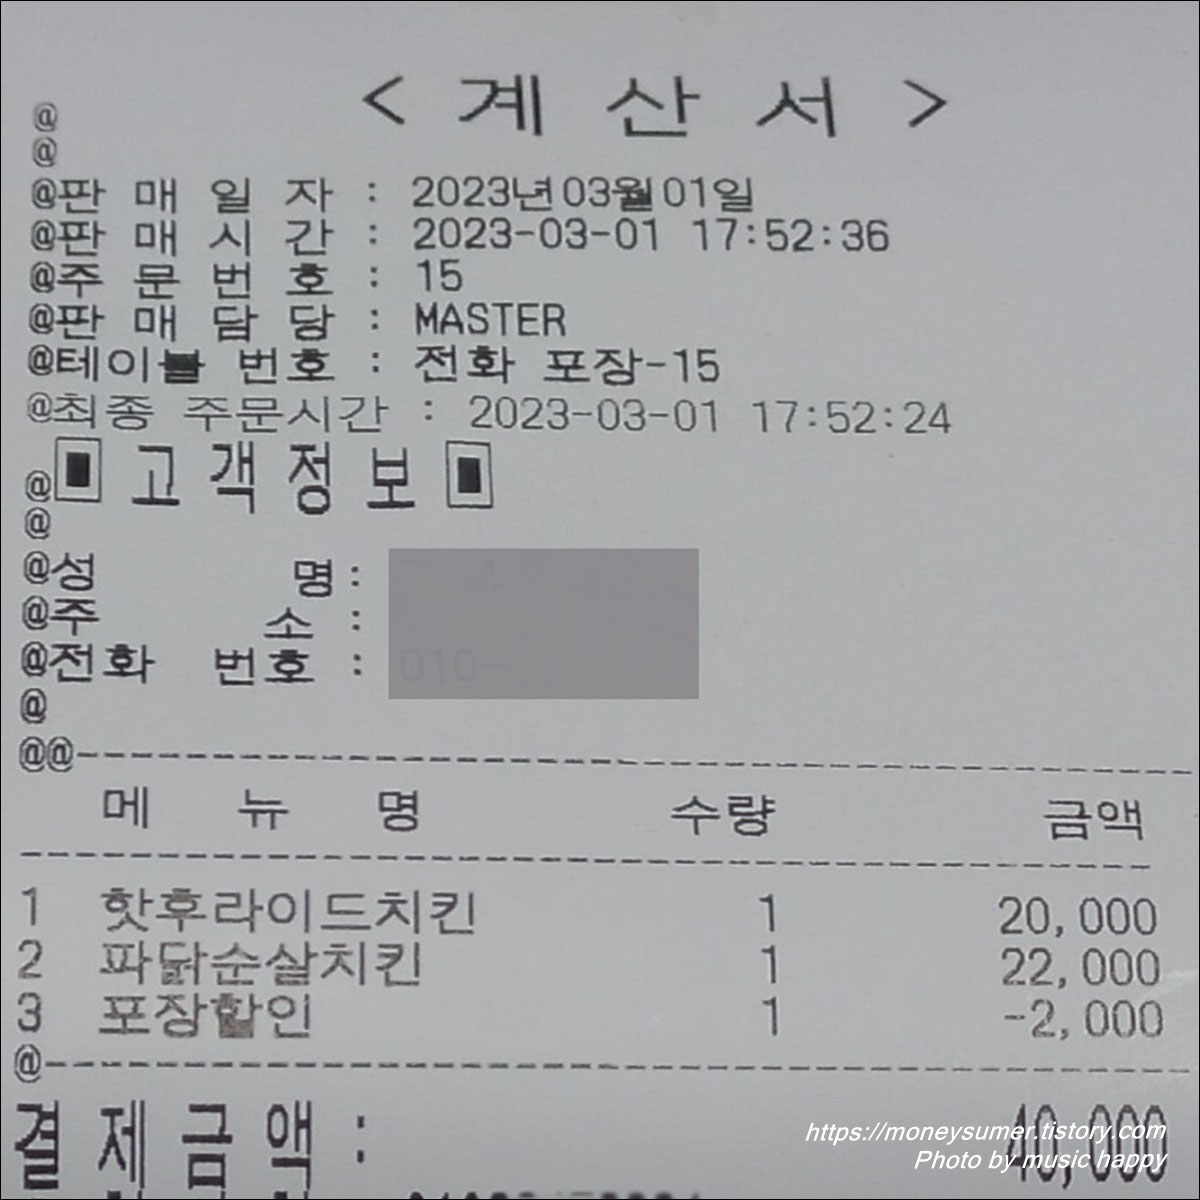 < 계 산 서 >
@
@
@판 매 일 자 : 2023년03월01일
@판 매 시 간 : 2023-03-01 17:52:36
@주 문 번 호 : 15
@판 매 담 당 : MASTER
@테이블 번호 : 전화 포장-15
@최종 주문시간 : 2023-03-01 17:52:24
@▣고객정보▣
@
@성 명 :
@주 소 :
@전화 번호 : 010-
@
@@--------------------------------
메 뉴 명 수량 금액
--------------------------------
1 핫후라이드치킨 1 20,000
2 파닭순살치킨 1 22,000
3 포장할인 1 -2,000
@--------------------------------
결제금액 : 40,000
https://moneysumer.tistory.com
Photo by music happy